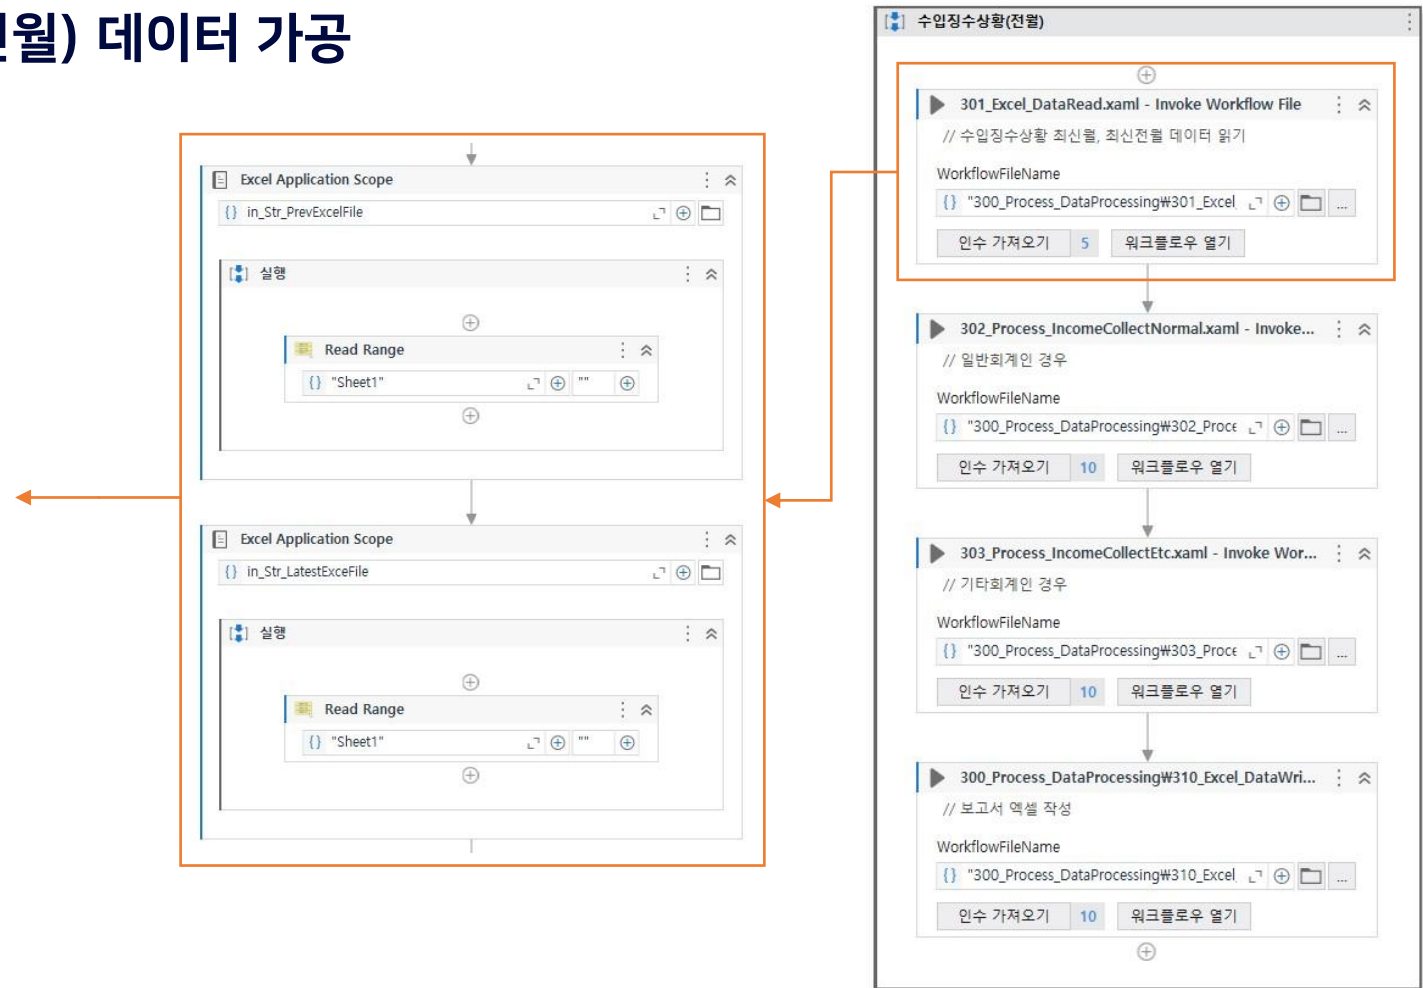 전월) 데이터 가공
Excel Application Scope
{} in_Str_PrevExcelFile
실행
Read Range
{} "Sheet1" ""
Excel Application Scope
{} in_Str_LatestExceFile
실행
Read Range
{} "Sheet1" ""
수입징수상황(전월)
301_Excel_DataRead.xaml - Invoke Workflow File
// 수입징수상황 최신월, 최신전월 데이터 읽기
WorkflowFileName
{} "300_Process_DataProcessing₩301_Excel_ ...
인수 가져오기 5 워크플로우 열기
302_Process_IncomeCollectNormal.xaml - Invoke...
// 일반회계인 경우
WorkflowFileName
{} "300_Process_DataProcessing₩302_Proce ...
인수 가져오기 10 워크플로우 열기
303_Process_IncomeCollectEtc.xaml - Invoke Wor...
// 기타회계인 경우
WorkflowFileName
{} "300_Process_DataProcessing₩303_Proce ...
인수 가져오기 10 워크플로우 열기
300_Process_DataProcessing₩310_Excel_DataWri...
// 보고서 엑셀 작성
WorkflowFileName
{} "300_Process_DataProcessing₩310_Excel_ ...
인수 가져오기 10 워크플로우 열기